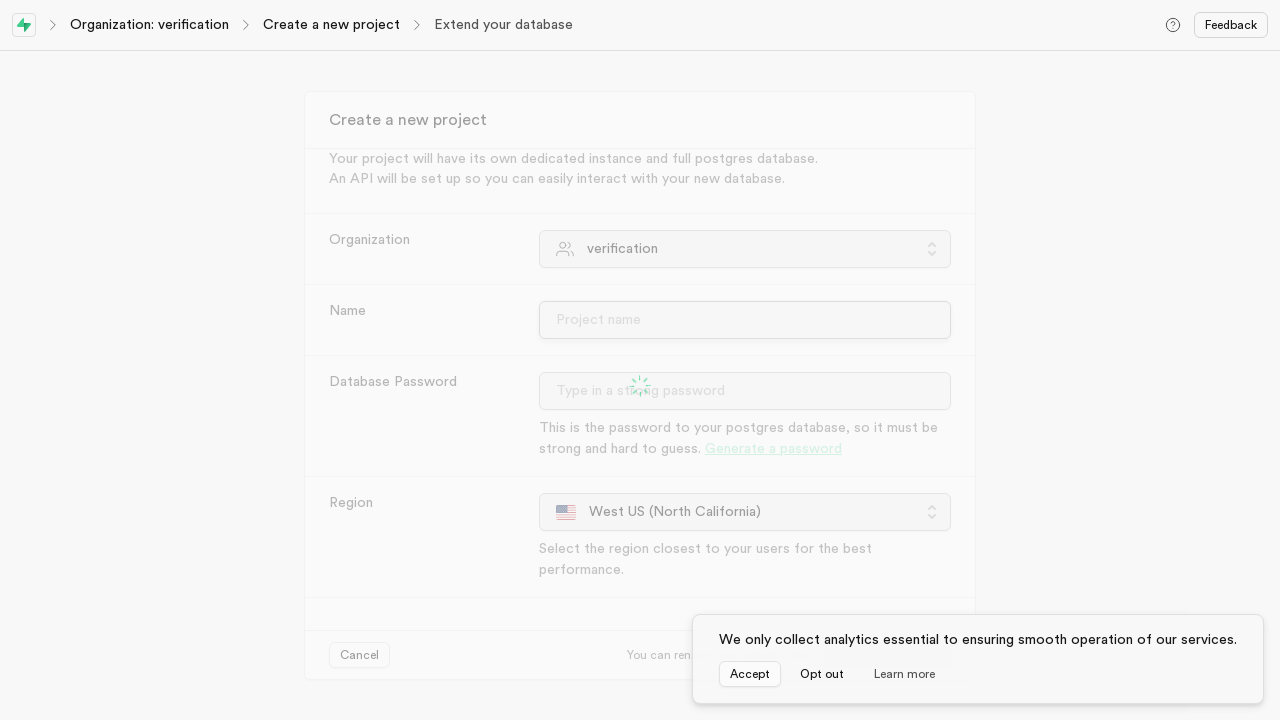 Organization: verification
Create a new project
Extend your database
Feedback
Create a new project
Your project will have its own dedicated instance and full postgres database.
An API will be set up so you can easily interact with your new database.
Organization
verification
Name
Project name
Database Password
Type in a strong password
This is the password to your postgres database, so it must be
strong and hard to guess. Generate a password
Region
West US (North California)
Select the region closest to your users for the best
performance.
Cancel
You can ren
We only collect analytics essential to ensuring smooth operation of our services.
Accept
Opt out
Learn more